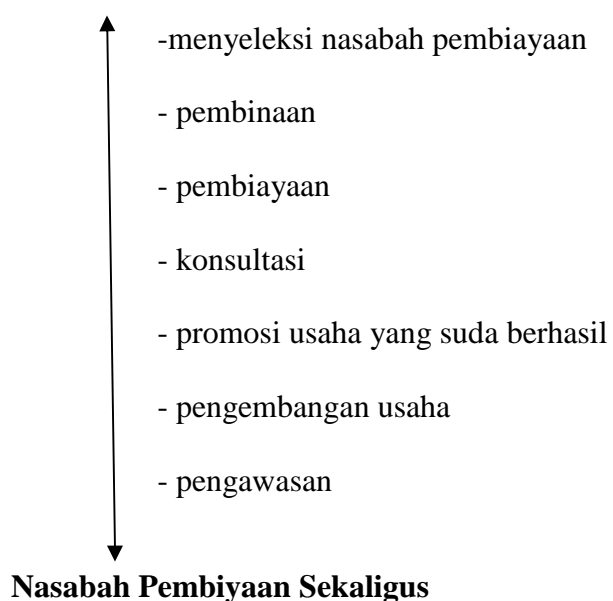 -menyeleksi nasabah pembiayaan
- pembinaan
- pembiayaan
- konsultasi
- promosi usaha yang suda berhasil
- pengembangan usaha
- pengawasan
Nasabah Pembiyaan Sekaligus